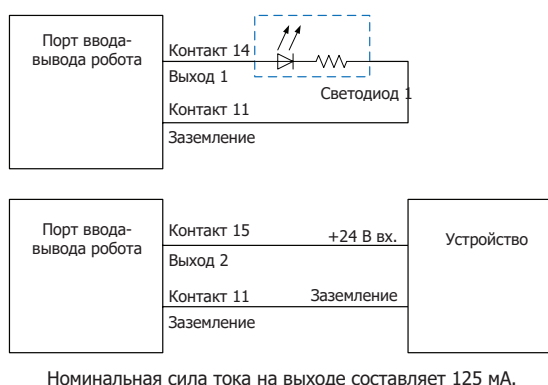 Порт ввода-
вывода робота
Контакт 14
Выход 1
Светодиод 1
Контакт 11
Заземление
Порт ввода-
вывода робота
Контакт 15
+24 В вх.
Устройство
Выход 2
Контакт 11
Заземление
Заземление
Номинальная сила тока на выходе составляет 125 мА.